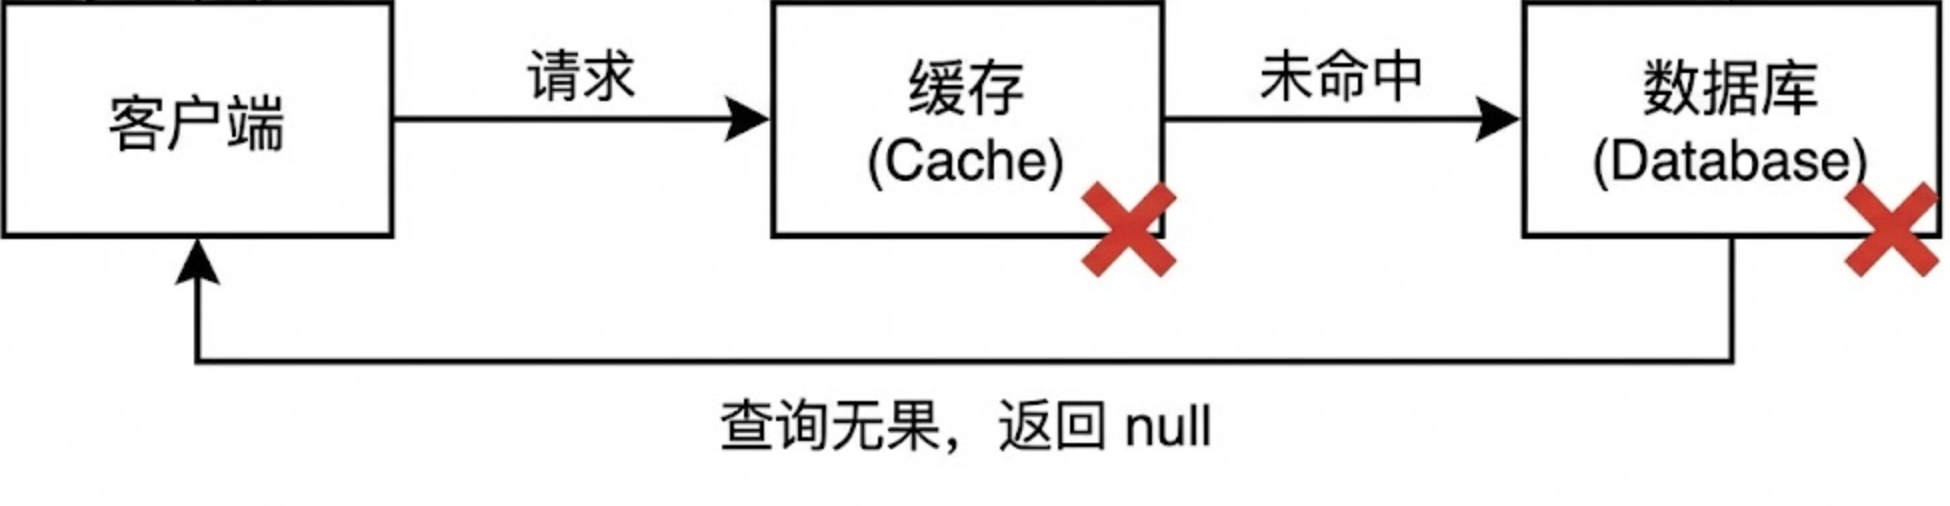 客户端
请求
缓存
(Cache)
未命中
数据库
(Database)
查询无果，返回 null